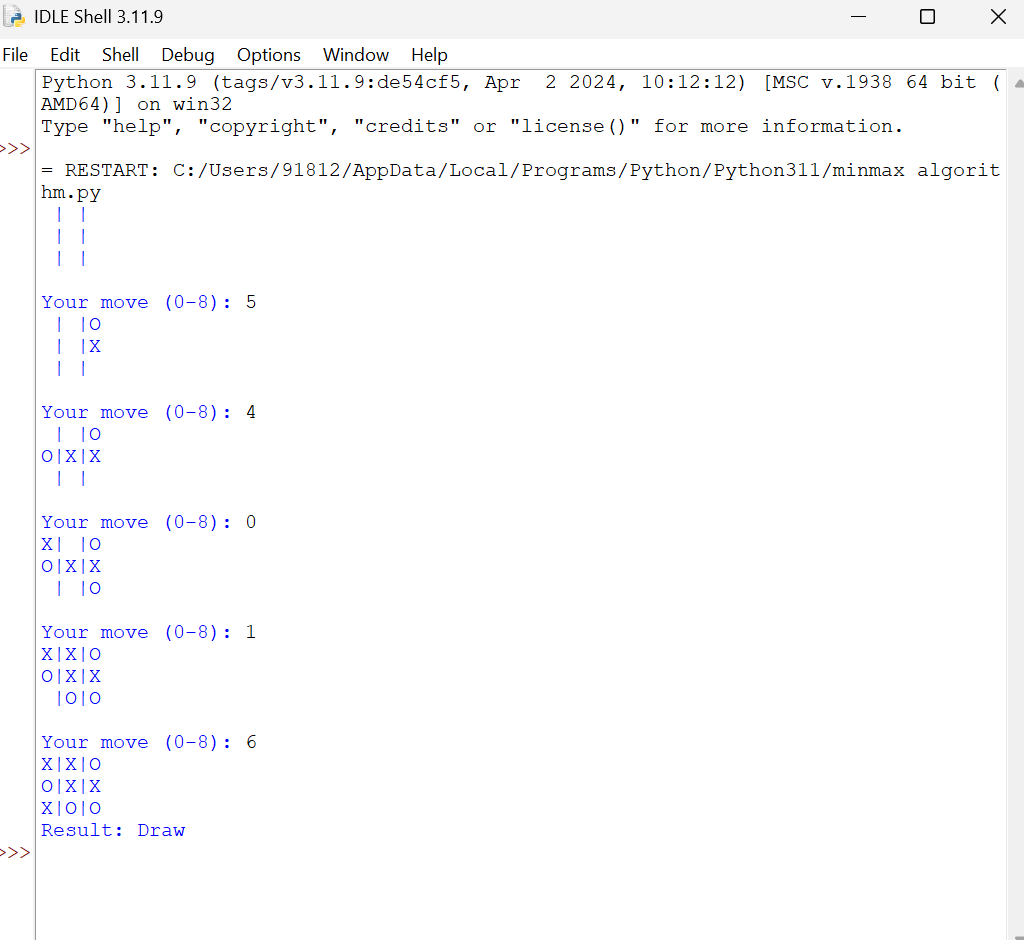 IDLE Shell 3.11.9
File Edit Shell Debug Options Window Help
Python 3.11.9 (tags/v3.11.9:de54cf5, Apr  2 2024, 10:12:12) [MSC v.1938 64 bit (
AMD64)] on win32
Type "help", "copyright", "credits" or "license()" for more information.
>>>
= RESTART: C:/Users/91812/AppData/Local/Programs/Python/Python311/minmax algorit
hm.py
 | | 
 | | 
 | | 
Your move (0-8): 5
 | |O
 | |X
 | | 
Your move (0-8): 4
 | |O
O|X|X
 | | 
Your move (0-8): 0
X| |O
O|X|X
 | |O
Your move (0-8): 1
X|X|O
O|X|X
 |O|O
Your move (0-8): 6
X|X|O
O|X|X
X|O|O
Result: Draw
>>>